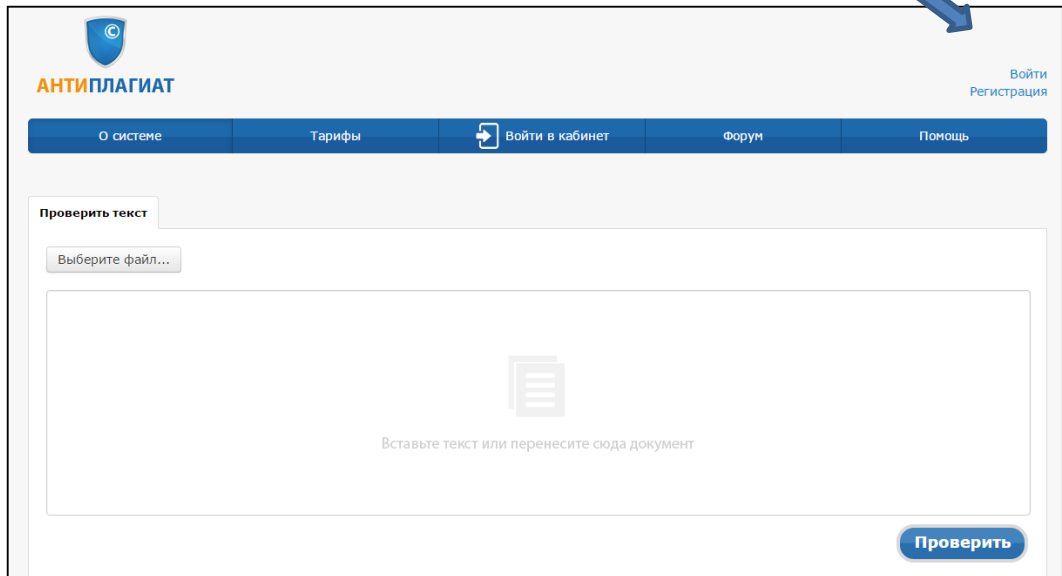 ©
АНТИПЛАГИАТ
Войти
Регистрация
О системе Тарифы Войти в кабинет Форум Помощь
Проверить текст
Выберите файл...
Вставьте текст или перенесите сюда документ
Проверить